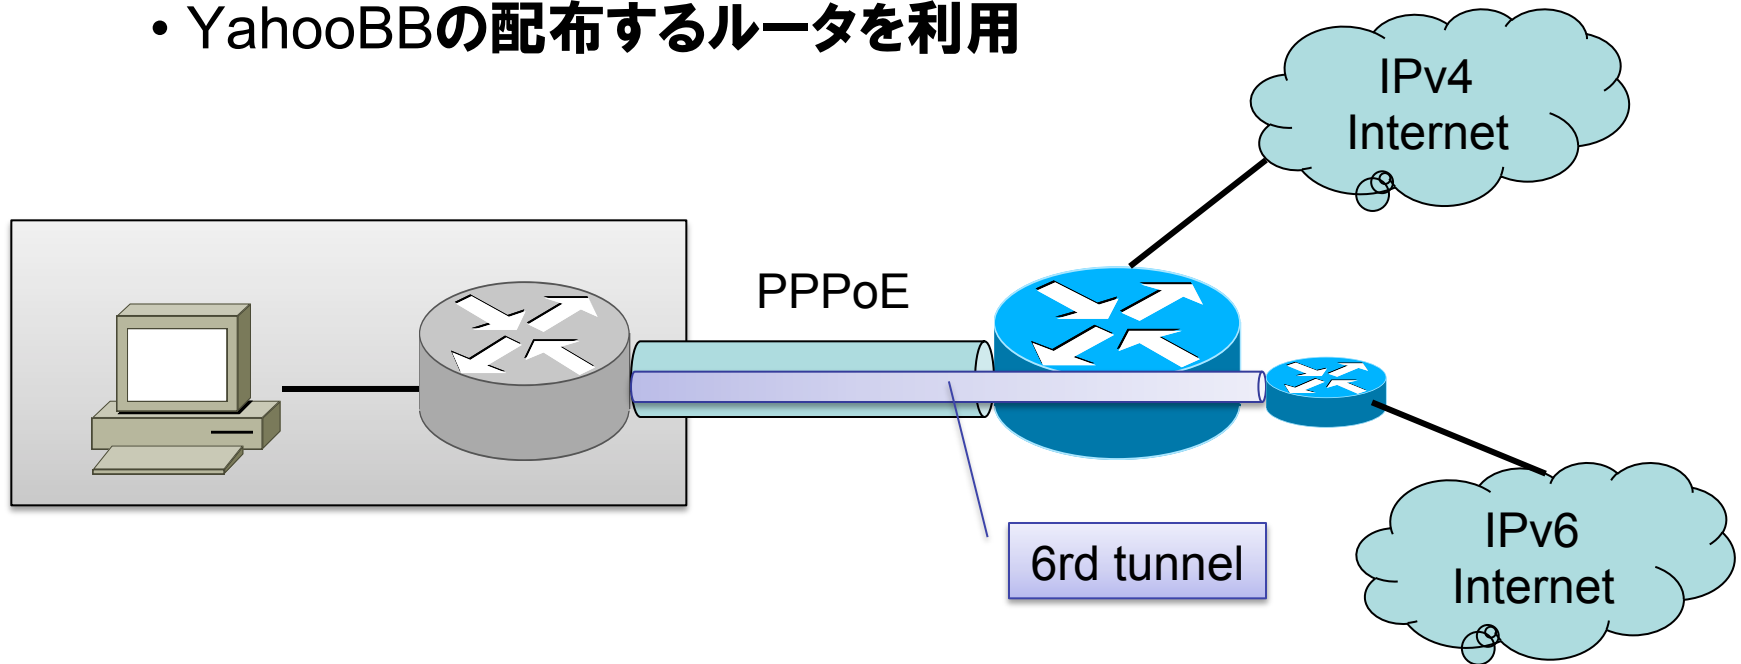 • YahooBBの配布するルータを利用
IPv4
Internet
PPPoE
6rd tunnel
IPv6
Internet